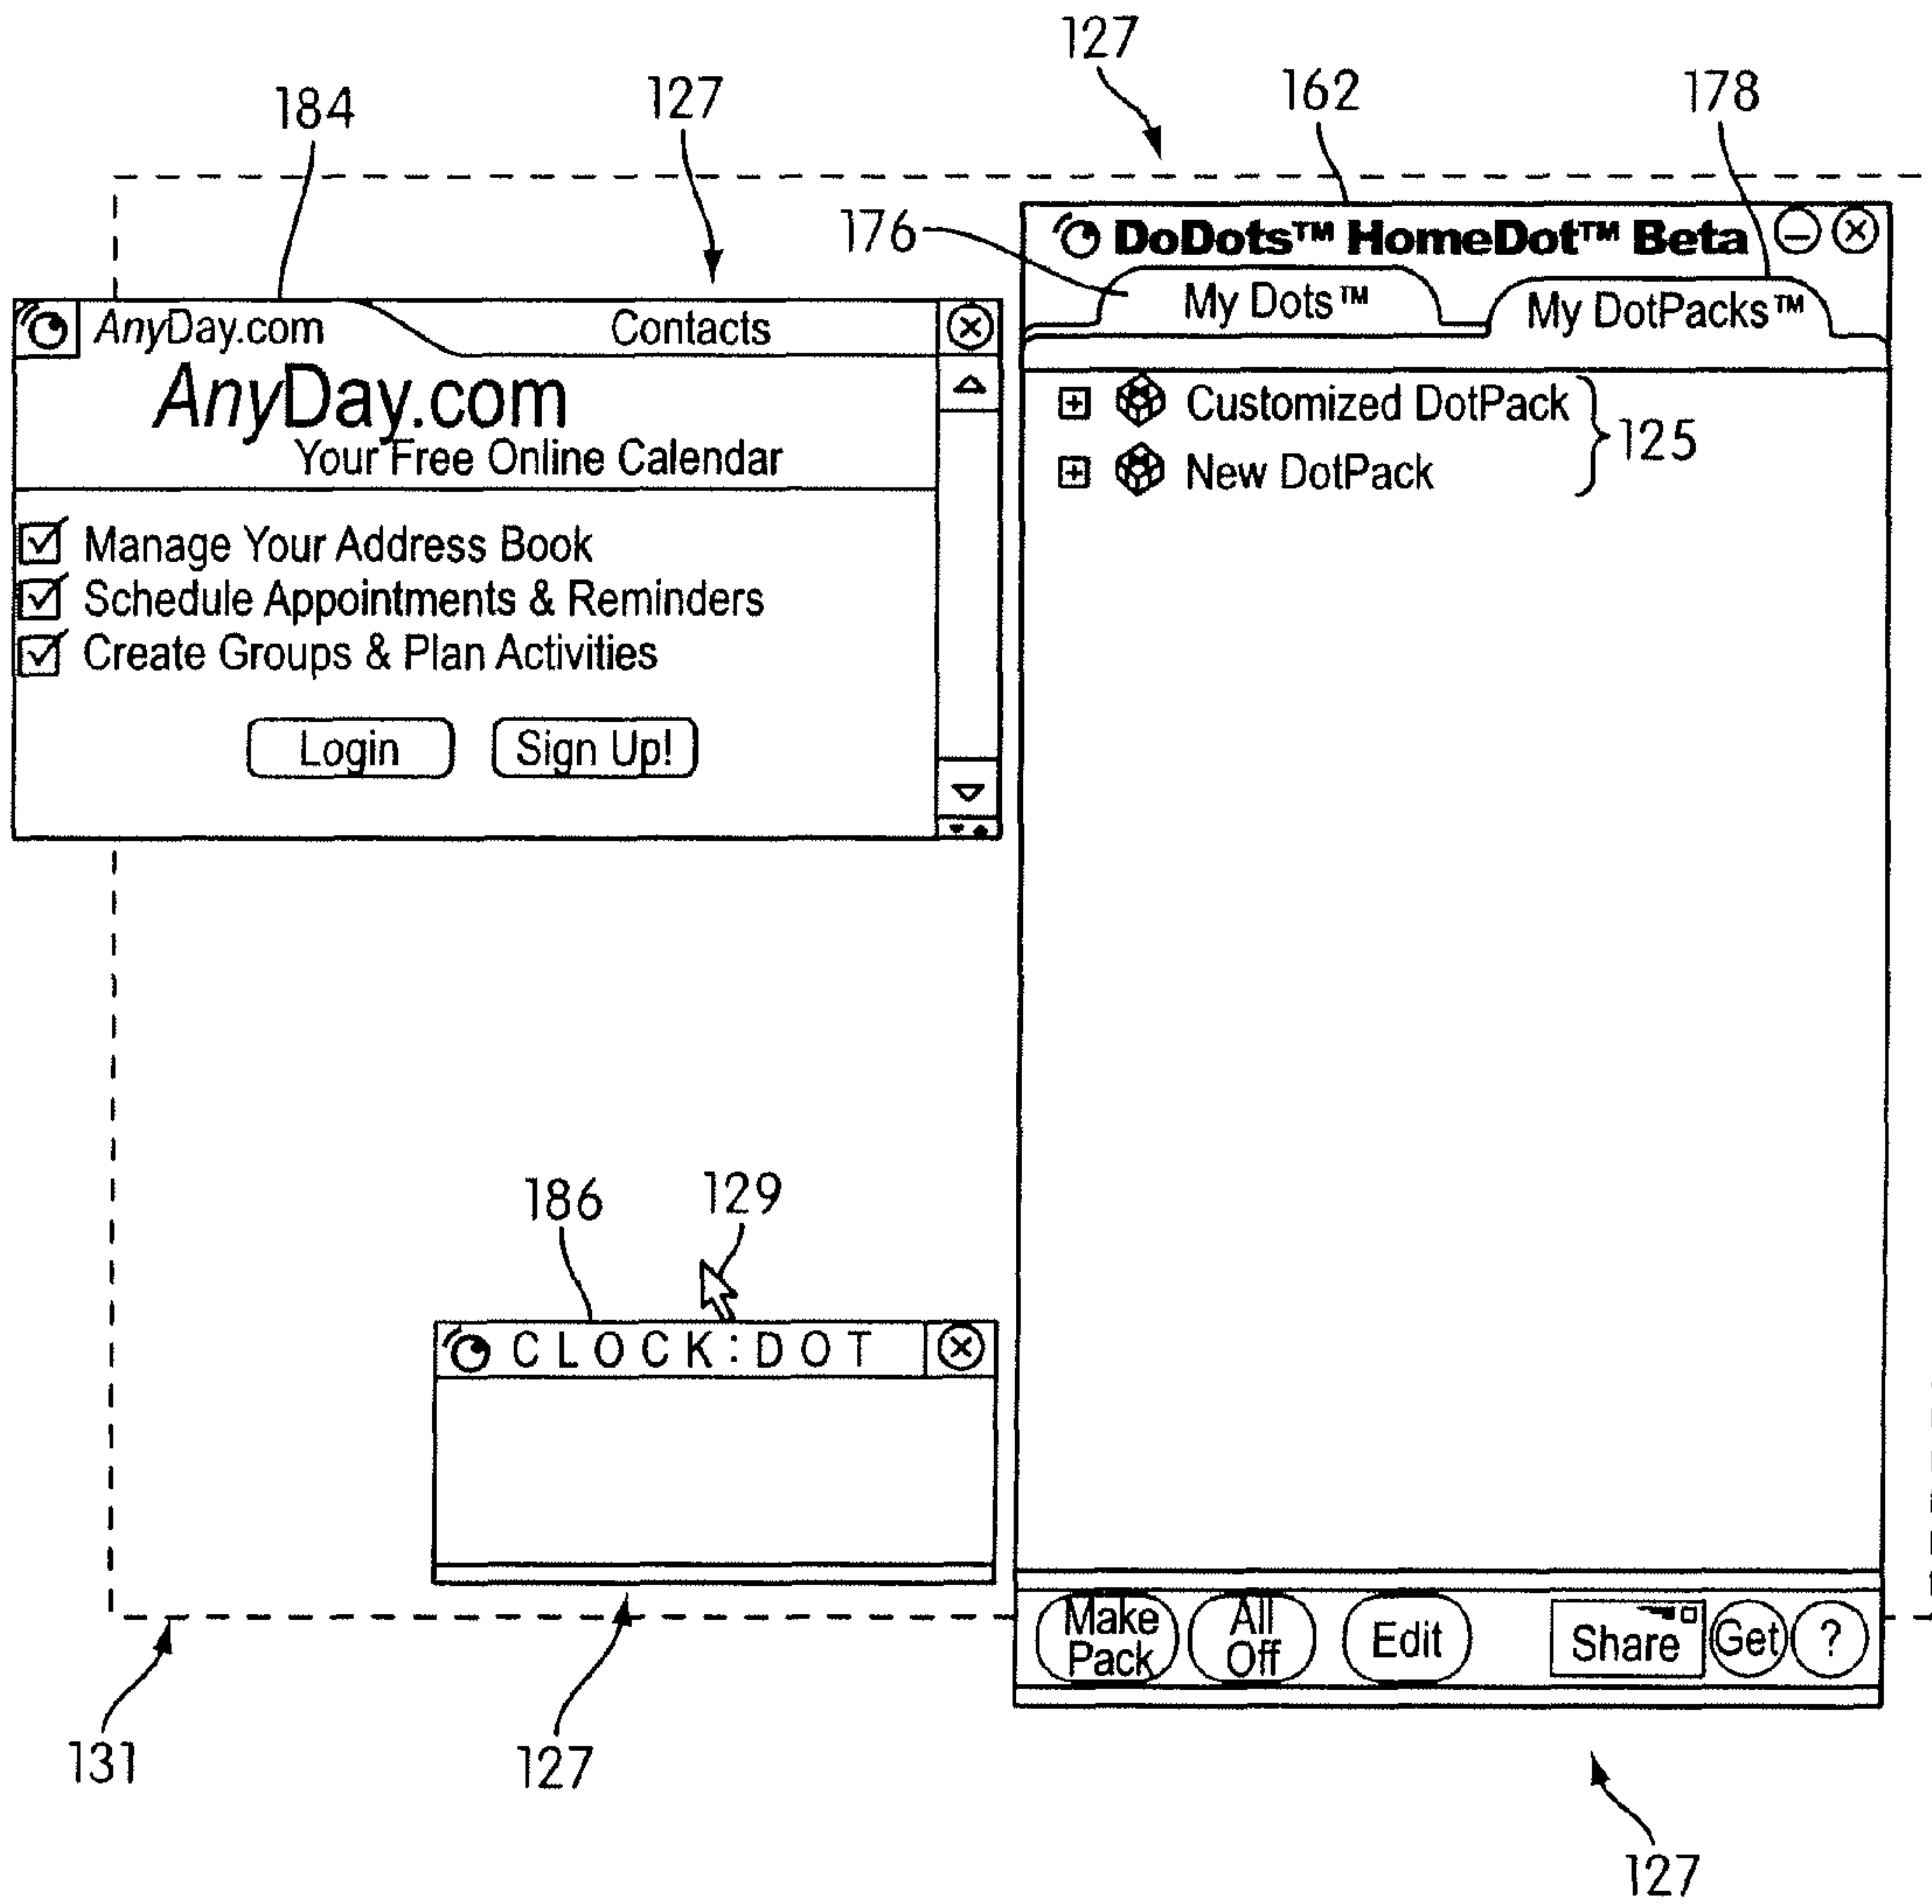 127
184
127
162
178
176
DoDots™ HomeDot™ Beta
My Dots™
My DotPacks™
AnyDay.com
Contacts
AnyDay.com
Your Free Online Calendar
Customized DotPack
New DotPack
125
Manage Your Address Book
Schedule Appointments & Reminders
Create Groups & Plan Activities
Login
Sign Up!
186
129
CLOCK:DOT
Make Pack
All Off
Edit
Share
Get
?
131
127
127